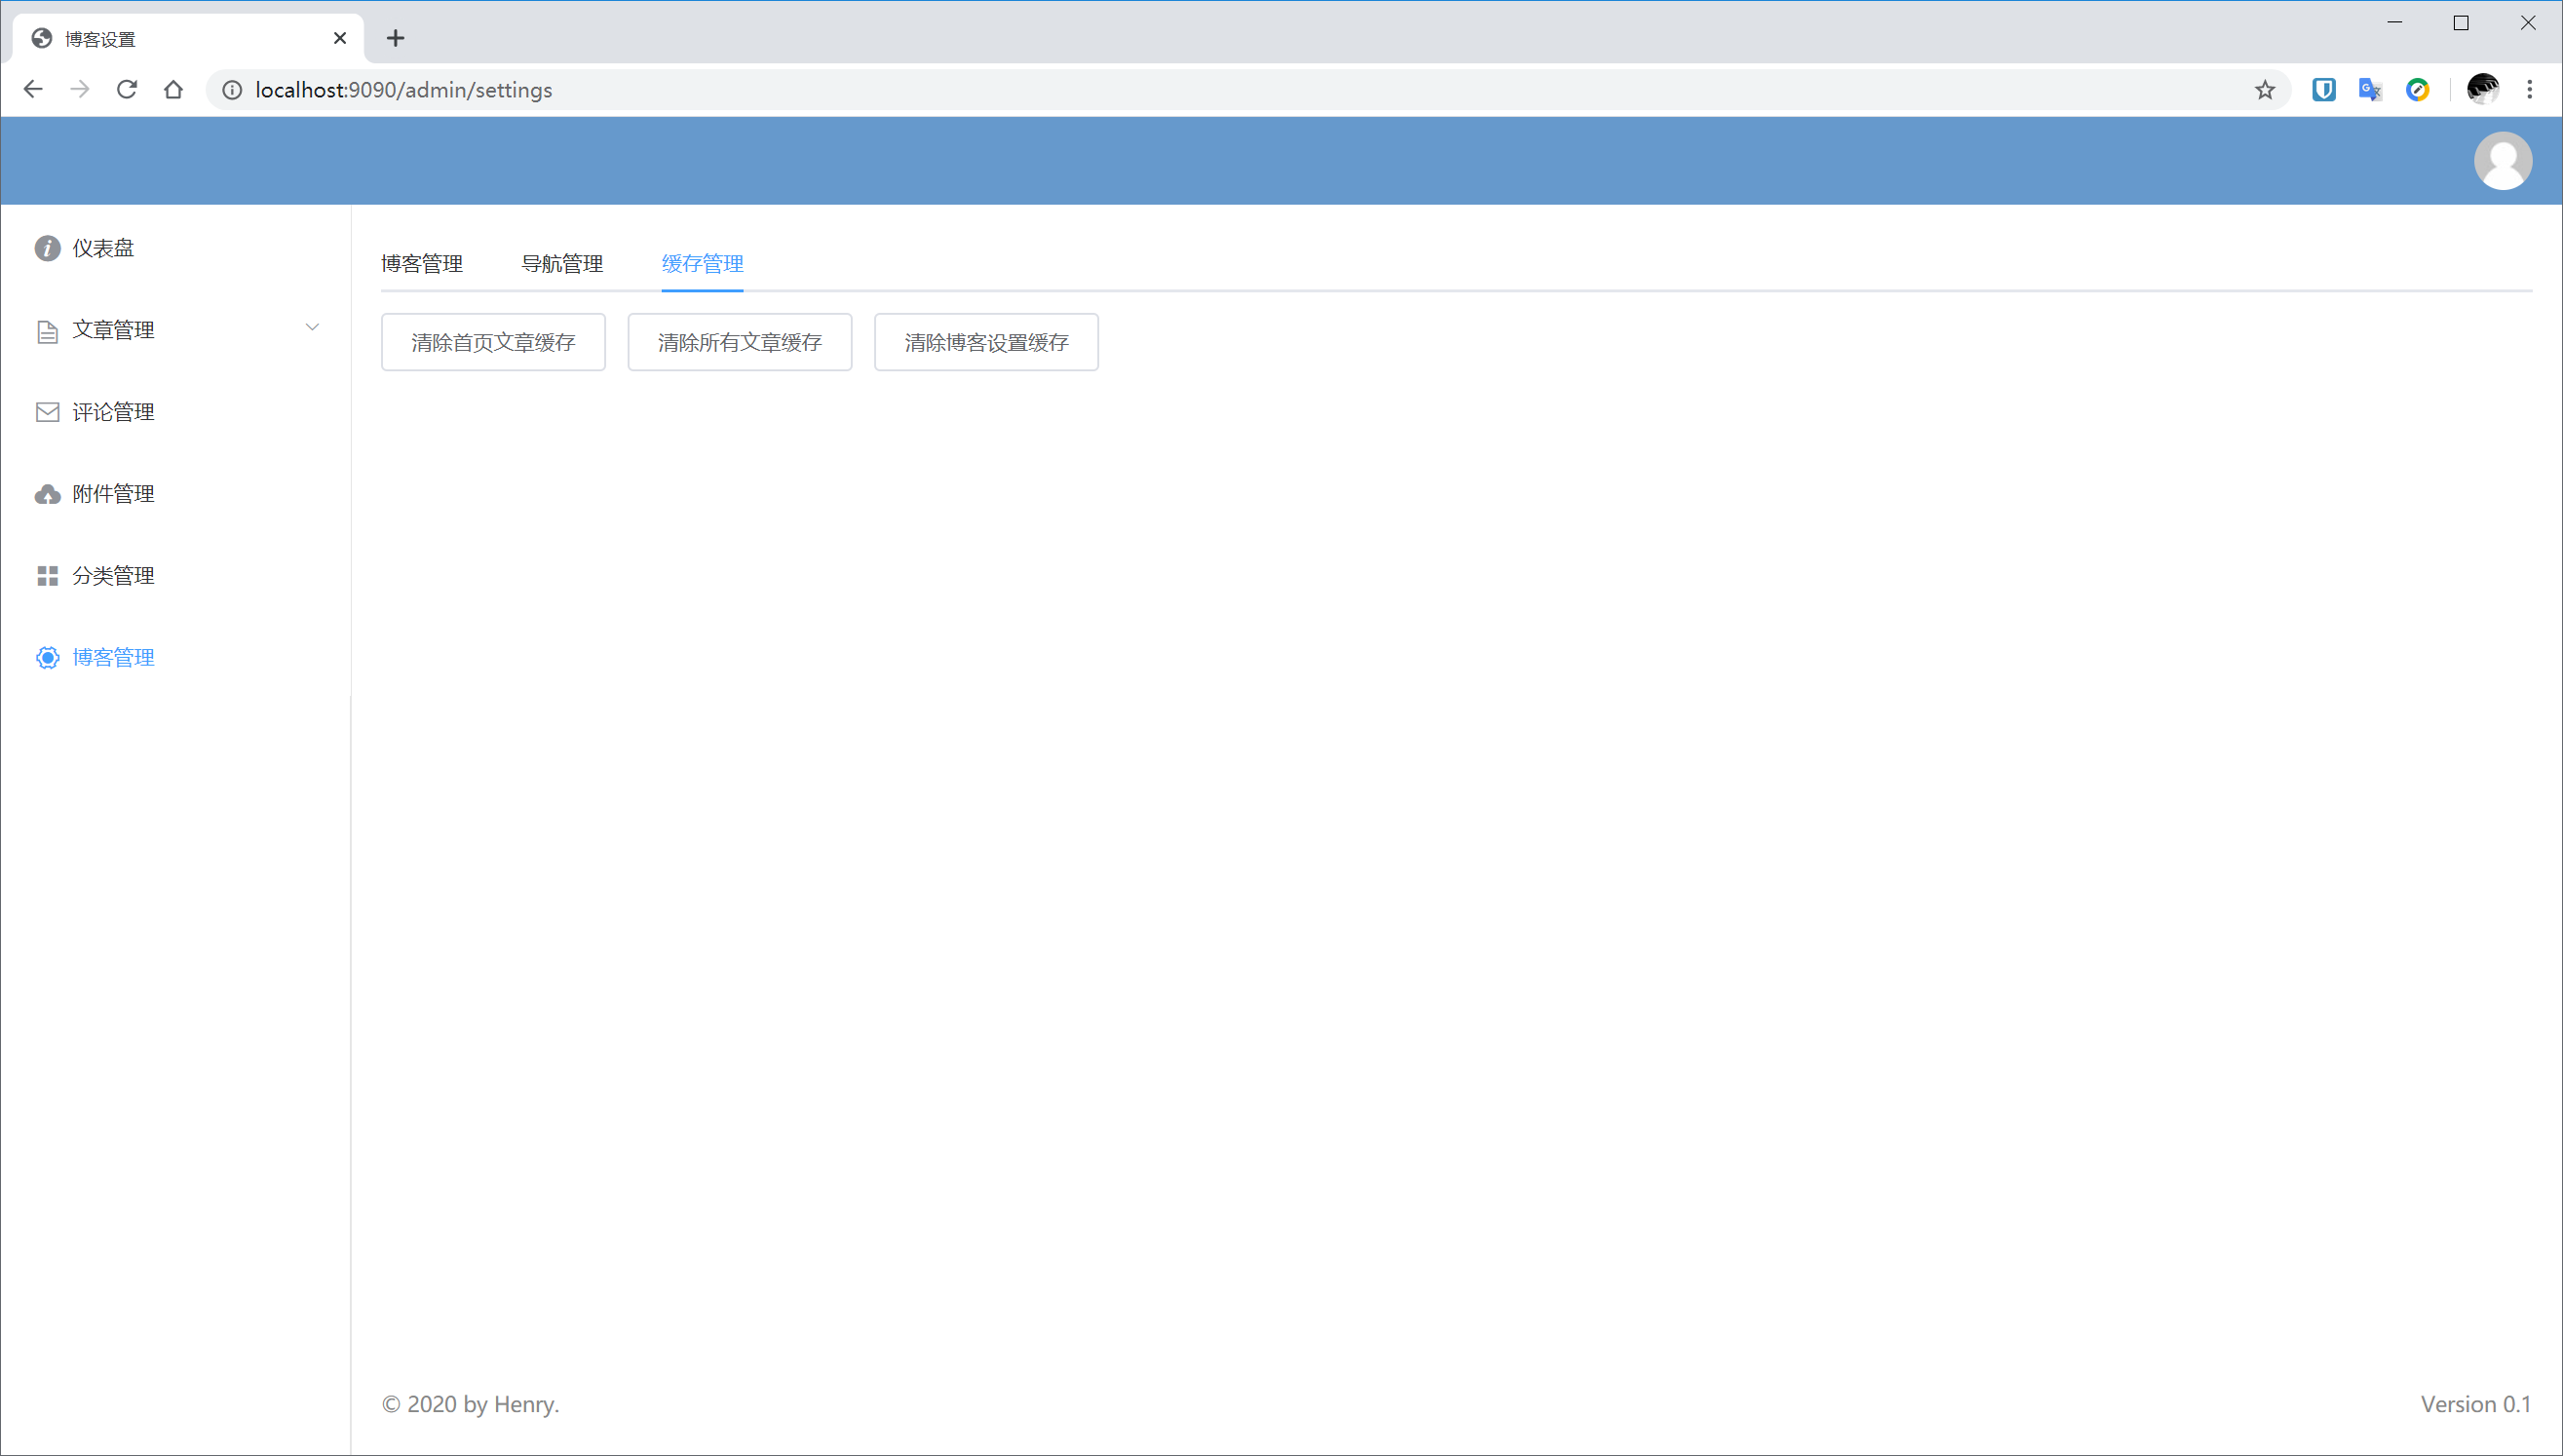 博客设置
localhost:9090/admin/settings
仪表盘
文章管理
评论管理
附件管理
分类管理
博客管理
博客管理 导航管理 缓存管理
清除首页文章缓存 清除所有文章缓存 清除博客设置缓存
© 2020 by Henry. Version 0.1